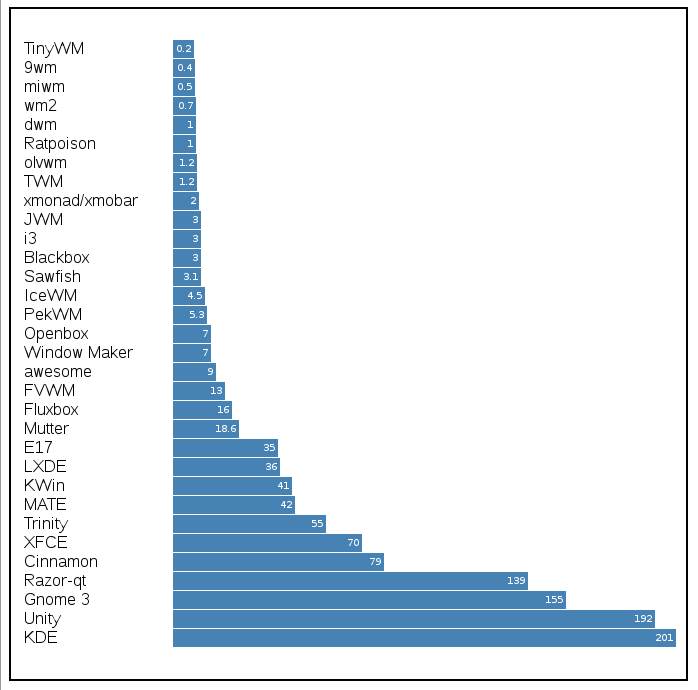 TinyWM 0.2
9wm 0.4
miwm 0.5
wm2 0.7
dwm 1
Ratpoison 1
olvwm 1.2
TWM 1.2
xmonad/xmobar 2
JWM 3
i3 3
Blackbox 3
Sawfish 3.1
IceWM 4.5
PekWM 5.3
Openbox 7
Window Maker 7
awesome 9
FVWM 13
Fluxbox 16
Mutter 18.6
E17 35
LXDE 36
KWin 41
MATE 42
Trinity 55
XFCE 70
Cinnamon 79
Razor-qt 139
Gnome 3 155
Unity 192
KDE 201